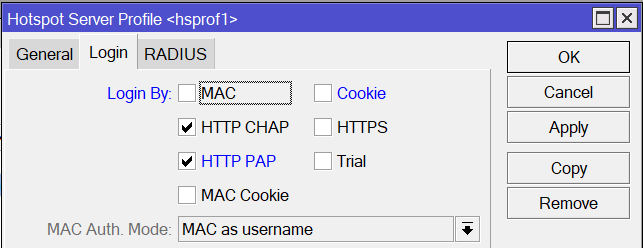 Hotspot Server Profile <hsprof1>
General Login RADIUS
OK
Login By: MAC Cookie
Cancel
HTTP CHAP HTTPS
Apply
HTTP PAP Trial
Copy
MAC Cookie
Remove
MAC Auth. Mode: MAC as username